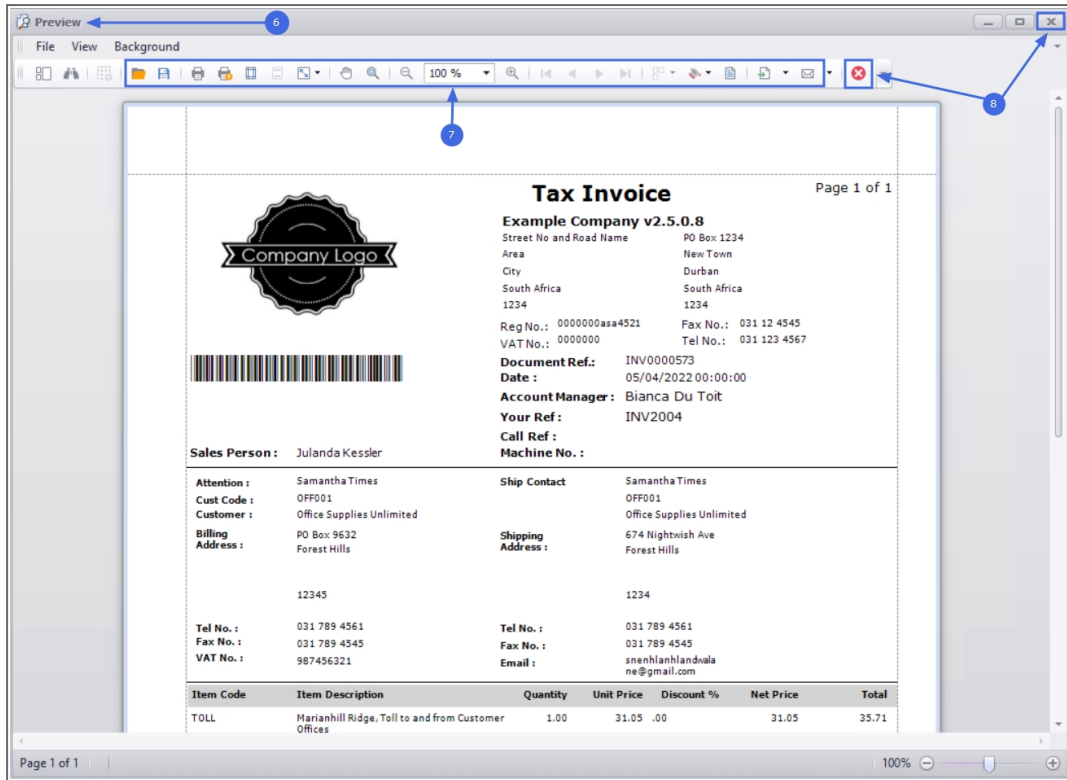 Preview
6
File View Background
100 %
8
7
Tax Invoice Page 1 of 1
Company Logo
Example Company v2.5.0.8
Street No and Road Name PO Box 1234
Area New Town
City Durban
South Africa South Africa
1234 1234
Reg No.: 0000000asa4521 Fax No.: 031 12 4545
VAT No.: 0000000 Tel No.: 031 123 4567
Document Ref.: INV0000573
Date : 05/04/2022 00:00:00
Account Manager : Bianca Du Toit
Your Ref : INV2004
Call Ref :
Sales Person : Julanda Kessler Machine No. :
Attention : Samantha Times Ship Contact Samantha Times
Cust Code : OFF001 OFF001
Customer : Office Supplies Unlimited Office Supplies Unlimited
Billing Address : PO Box 9632 Shipping Address : 674 Nightwish Ave
Forest Hills Forest Hills
12345 1234
Tel No. : 031 789 4561 Tel No. : 031 789 4561
Fax No. : 031 789 4545 Fax No. : 031 789 4545
VAT No. : 987456321 Email : snenhlanhlandwala
ne@gmail.com
Item Code Item Description Quantity Unit Price Discount % Net Price Total
TOLL Marianhill Ridge, Toll to and from Customer 1.00 31.05 .00 31.05 35.71
Offices
Page 1 of 1 100%